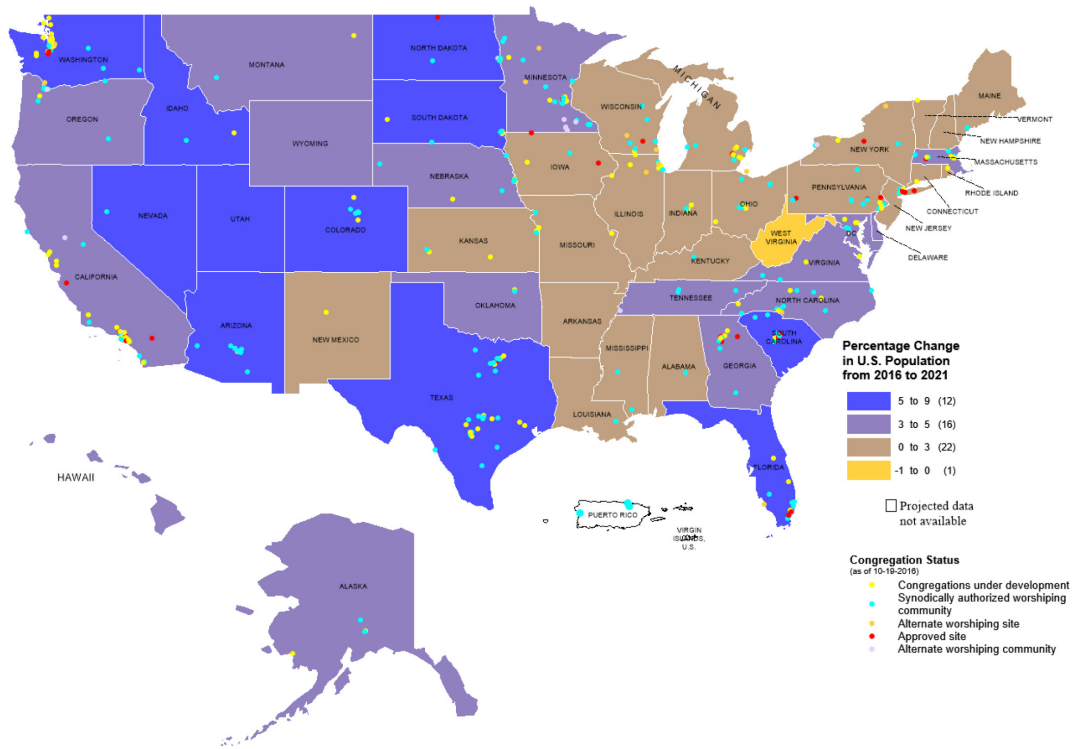 WASHINGTON
MONTANA
NORTH DAKOTA
MINNESOTA
MICHIGAN
MAINE
OREGON
IDAHO
SOUTH DAKOTA
WISCONSIN
VERMONT
NEW HAMPSHIRE
WYOMING
NEW YORK
MASSACHUSETTS
IOWA
NEBRASKA
PENNSYLVANIA
RHODE ISLAND
NEVADA
UTAH
COLORADO
ILLINOIS
INDIANA
OHIO
CONNECTICUT
NEW JERSEY
KANSAS
MISSOURI
WEST
VIRGINIA
DC
DELAWARE
CALIFORNIA
KENTUCKY
VIRGINIA
OKLAHOMA
TENNESSEE
NORTH CAROLINA
ARIZONA
NEW MEXICO
ARKANSAS
MISSISSIPPI
ALABAMA
GEORGIA
SOUTH
CAROLINA
TEXAS
LOUISIANA
FLORIDA
HAWAII
PUERTO RICO
VIRGIN
ISLANDS,
U.S.
ALASKA
Percentage Change
in U.S. Population
from 2016 to 2021
5 to 9 (12)
3 to 5 (16)
0 to 3 (22)
-1 to 0 (1)
Projected data
not available
Congregation Status
(as of 10-19-2016)
Congregations under development
Synodically authorized worshiping
community
Alternate worshiping site
Approved site
Alternate worshiping community